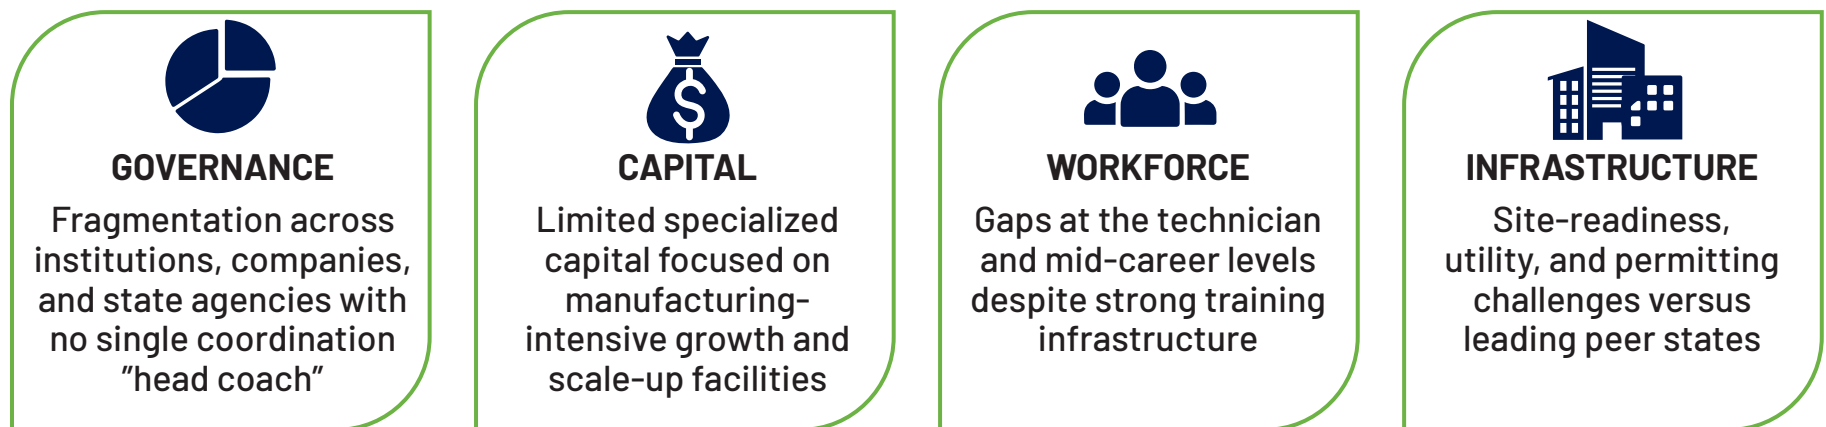 GOVERNANCE
Fragmentation across
institutions, companies,
and state agencies with
no single coordination
”head coach”
CAPITAL
Limited specialized
capital focused on
manufacturing-
intensive growth and
scale-up facilities
WORKFORCE
Gaps at the technician
and mid-career levels
despite strong training
infrastructure
INFRASTRUCTURE
Site-readiness,
utility, and permitting
challenges versus
leading peer states